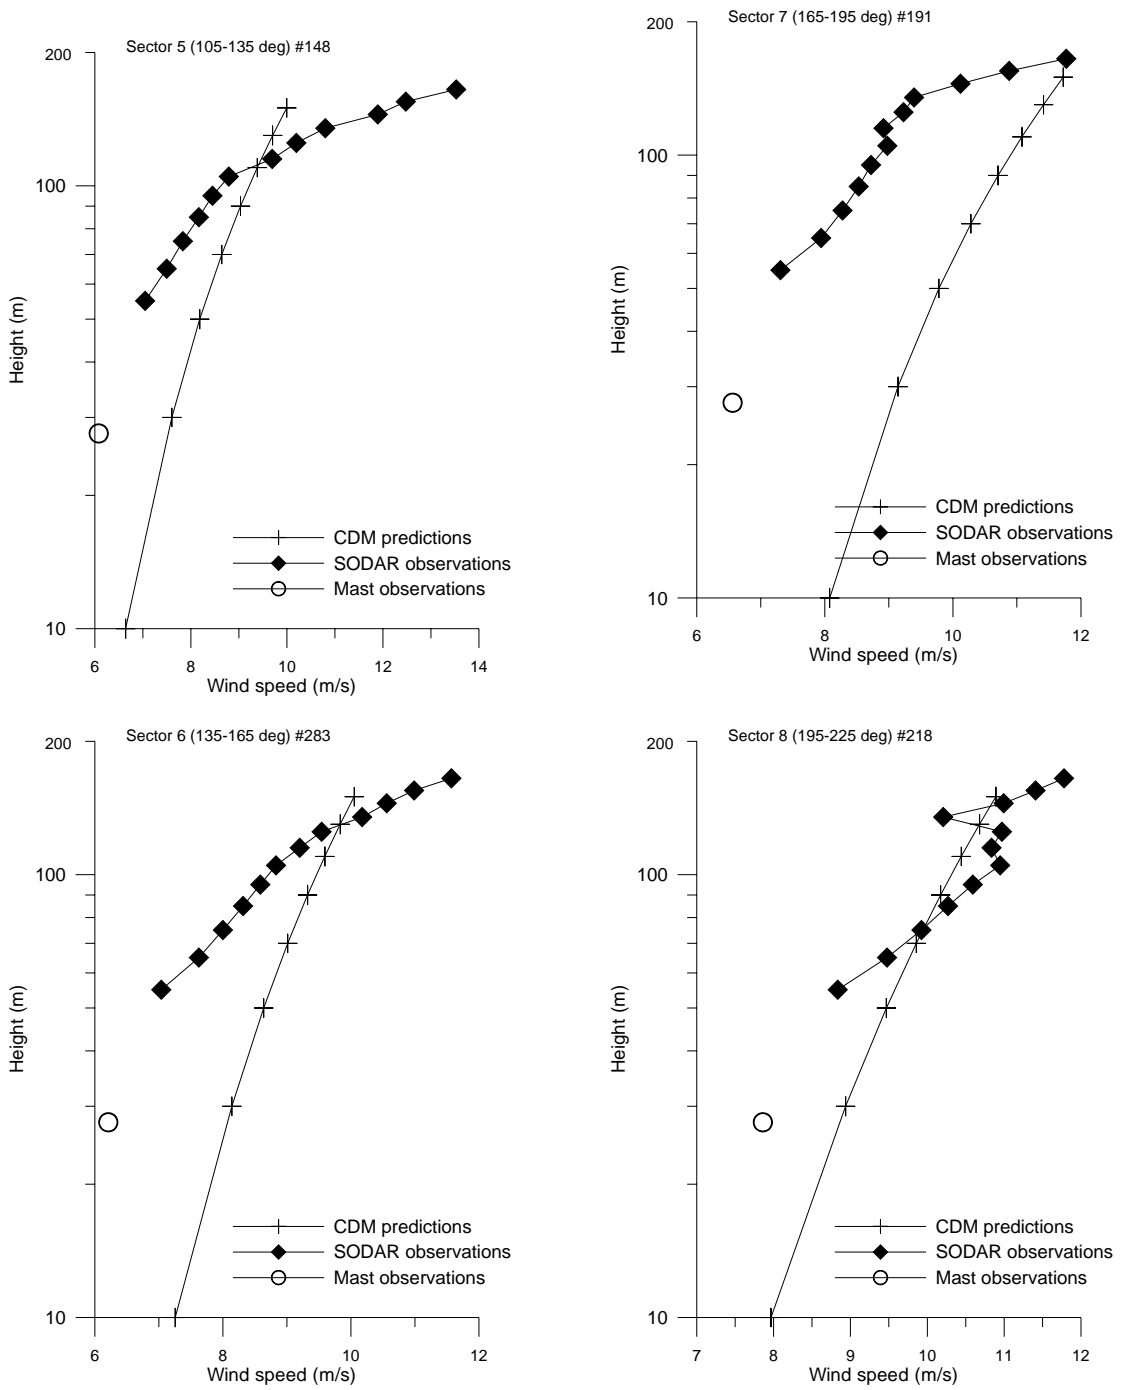 Sector 5 (105-135 deg) #148
200
100
10
Height (m)
CDM predictions
SODAR observations
Mast observations
6 8 10 12 14
Wind speed (m/s)
Sector 7 (165-195 deg) #191
200
100
10
Height (m)
CDM predictions
SODAR observations
Mast observations
6 8 10 12
Wind speed (m/s)
Sector 6 (135-165 deg) #283
200
100
10
Height (m)
CDM predictions
SODAR observations
Mast observations
6 8 10 12
Wind speed (m/s)
Sector 8 (195-225 deg) #218
200
100
10
Height (m)
CDM predictions
SODAR observations
Mast observations
7 8 9 10 11 12
Wind speed (m/s)